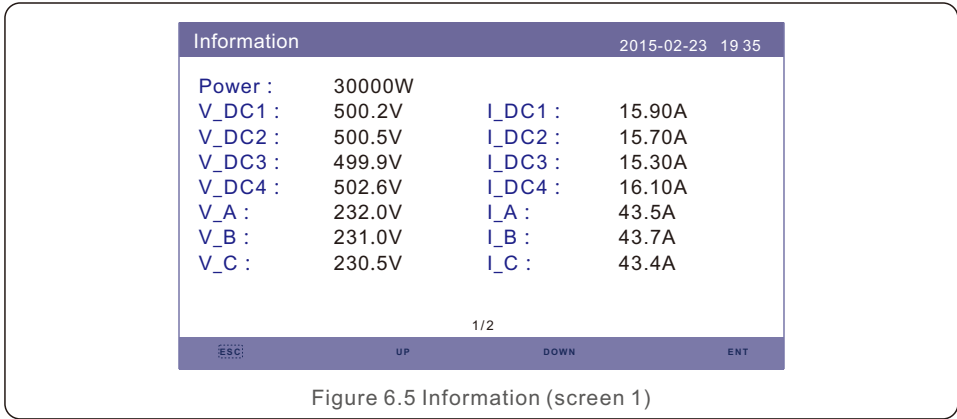 Information 2015-02-23 19 35
Power : 30000W
V_DC1 : 500.2V I_DC1 : 15.90A
V_DC2 : 500.5V I_DC2 : 15.70A
V_DC3 : 499.9V I_DC3 : 15.30A
V_DC4 : 502.6V I_DC4 : 16.10A
V_A : 232.0V I_A : 43.5A
V_B : 231.0V I_B : 43.7A
V_C : 230.5V I_C : 43.4A
1/2
ESC UP DOWN ENT
Figure 6.5 Information (screen 1)